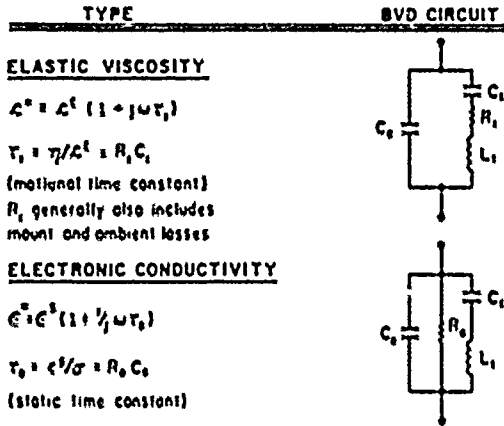 TYPE BVD CIRCUIT
ELASTIC VISCOSITY
c* = c^E (1 + jωτ₁)
τ₁ = η/c^E = R₁C₁
(motional time constant)
R₁ generally also includes
mount and ambient losses
C₀
C₁
R₁
L₁
ELECTRONIC CONDUCTIVITY
ϵ* = ϵ^S (1 + 1/jωτ₀)
τ₀ = ϵ^S/σ = R₀C₀
(static time constant)
C₀
R₀
C₁
L₁